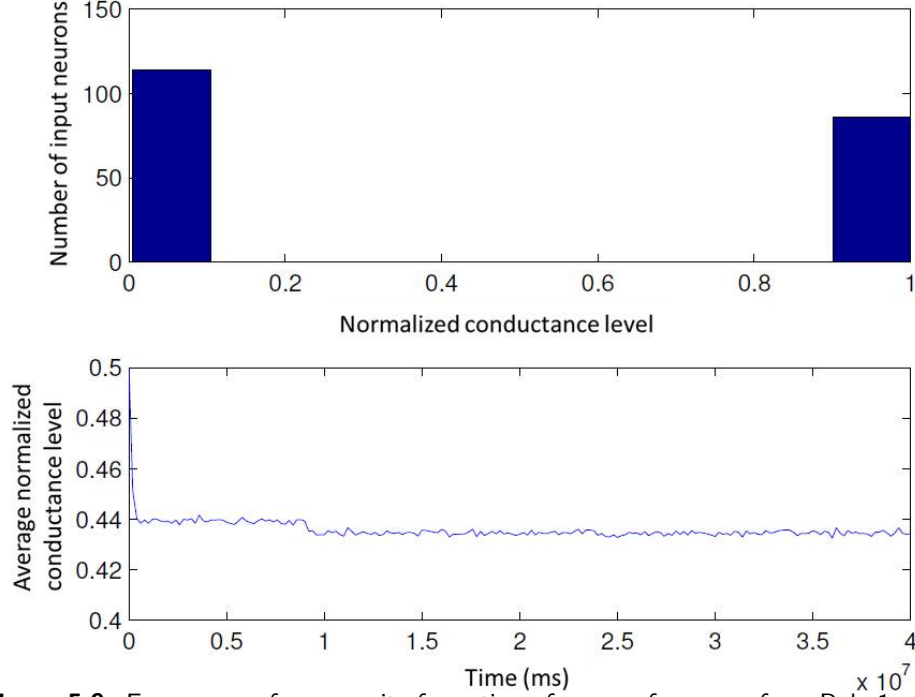 150
100
50
0
Number of input neurons
0 0.2 0.4 0.6 0.8 1
Normalized conductance level
0.5
0.48
0.46
0.44
0.42
0.4
Average normalized
conductance level
0 0.5 1 1.5 2 2.5 3 3.5 4
Time (ms)
x 10⁷